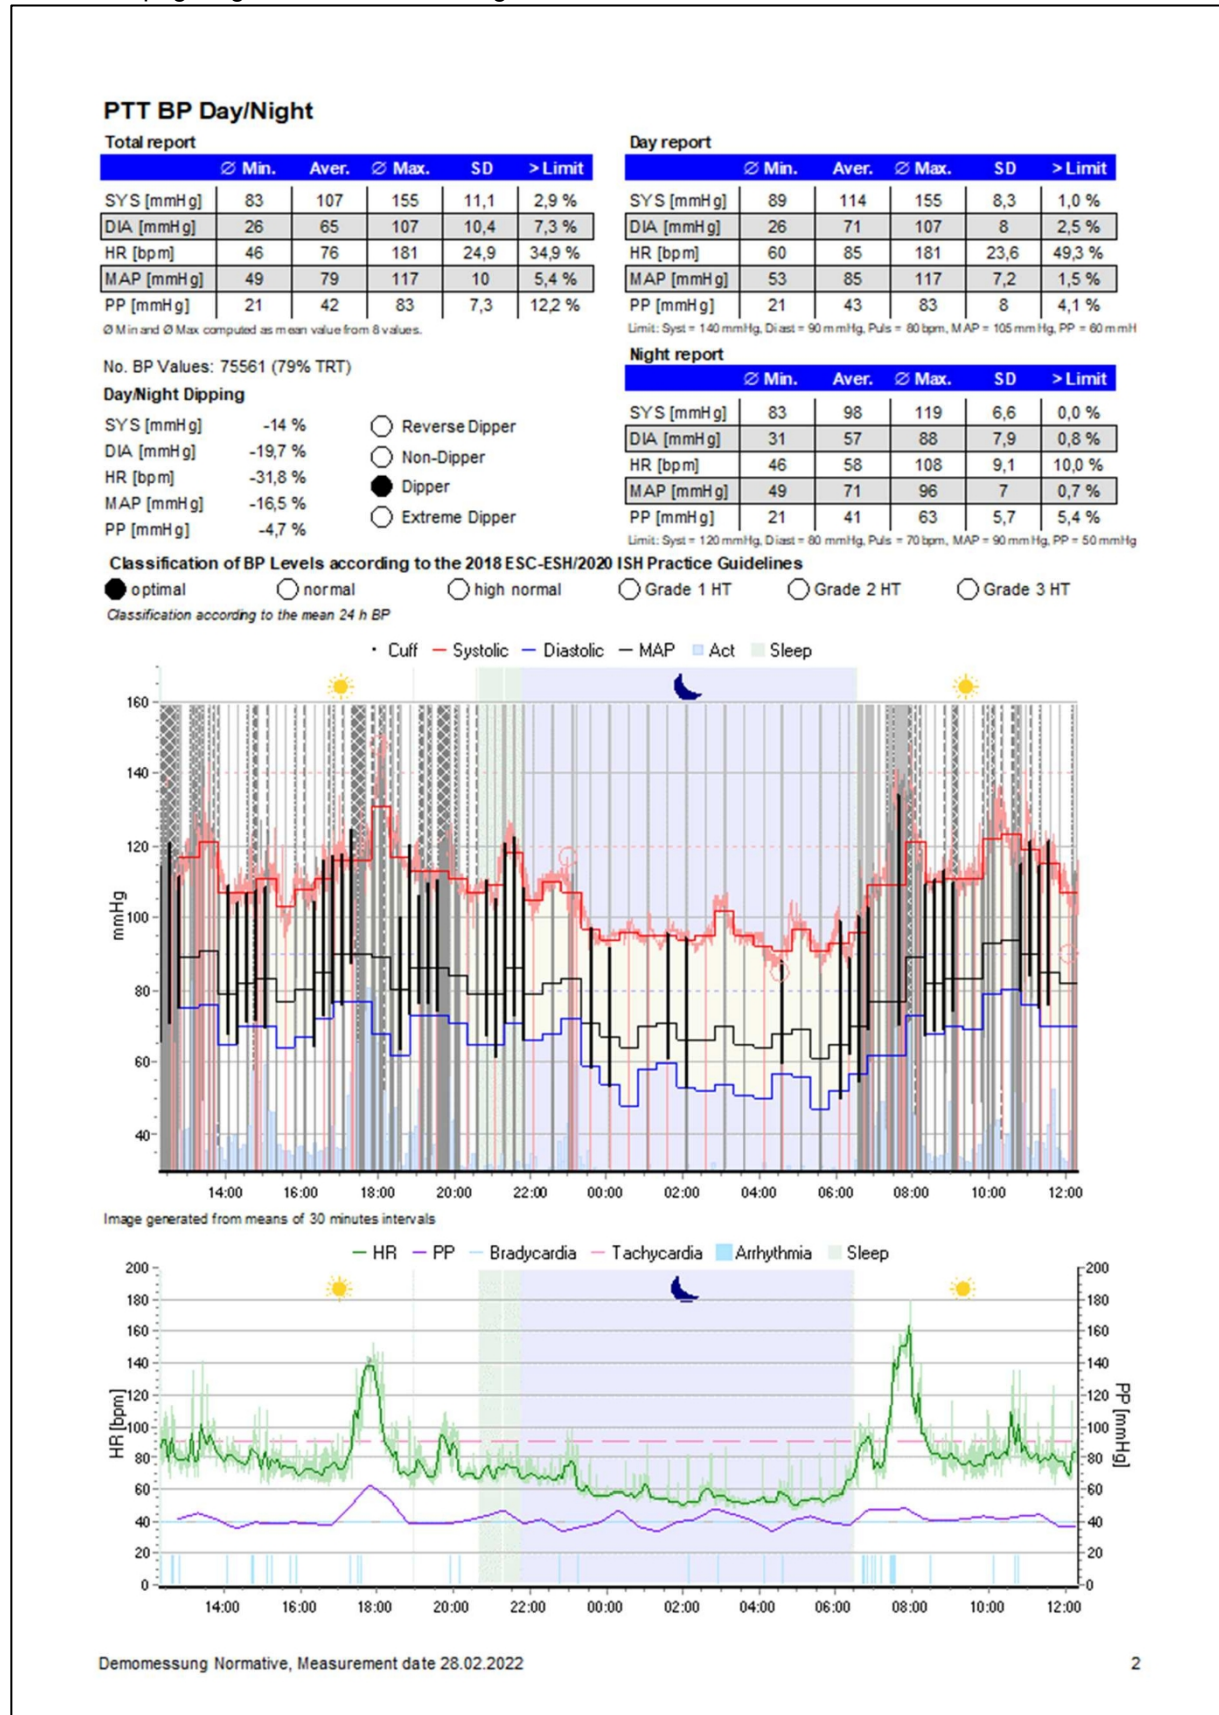 PTT BP Day/Night
Total report
Ø Min. Aver. Ø Max. SD > Limit
SYS [mmHg] 83 107 155 11,1 2,9 %
DIA [mmHg] 26 65 107 10,4 7,3 %
HR [bpm] 46 76 181 24,9 34,9 %
MAP [mmHg] 49 79 117 10 5,4 %
PP [mmHg] 21 42 83 7,3 12,2 %
Ø Min and Ø Max computed as mean value from 8 values.
No. BP Values: 75561 (79% TRT)
Day/Night Dipping
SYS [mmHg] -14 %
DIA [mmHg] -19,7 %
HR [bpm] -31,8 %
MAP [mmHg] -16,5 %
PP [mmHg] -4,7 %
Reverse Dipper
Non-Dipper
Dipper
Extreme Dipper
Day report
Ø Min. Aver. Ø Max. SD > Limit
SYS [mmHg] 89 114 155 8,3 1,0 %
DIA [mmHg] 26 71 107 8 2,5 %
HR [bpm] 60 85 181 23,6 49,3 %
MAP [mmHg] 53 85 117 7,2 1,5 %
PP [mmHg] 21 43 83 8 4,1 %
Limit: Syst = 140 mmHg, Diast = 90 mmHg, Puls = 80 bpm, MAP = 105 mmHg, PP = 60 mmH
Night report
Ø Min. Aver. Ø Max. SD > Limit
SYS [mmHg] 83 98 119 6,6 0,0 %
DIA [mmHg] 31 57 88 7,9 0,8 %
HR [bpm] 46 58 108 9,1 10,0 %
MAP [mmHg] 49 71 96 7 0,7 %
PP [mmHg] 21 41 63 5,7 5,4 %
Limit: Syst = 120 mmHg, Diast = 80 mmHg, Puls = 70 bpm, MAP = 90 mmHg, PP = 50 mmHg
Classification of BP Levels according to the 2018 ESC-ESH/2020 ISH Practice Guidelines
optimal normal high normal Grade 1 HT Grade 2 HT Grade 3 HT
Classification according to the mean 24 h BP
Cuff Systolic Diastolic MAP Act Sleep
160
140
120
100
80
60
40
mmHg
14:00 16:00 18:00 20:00 22:00 00:00 02:00 04:00 06:00 08:00 10:00 12:00
Image generated from means of 30 minutes intervals
HR PP Bradycardia Tachycardia Arrhythmia Sleep
200 200
180 180
160 160
140 140
120 120
100 100
80 80
60 60
40 40
20 20
0 0
HR [bpm]
PP [mmHg]
14:00 16:00 18:00 20:00 22:00 00:00 02:00 04:00 06:00 08:00 10:00 12:00
Demomessung Normative, Measurement date 28.02.2022 2